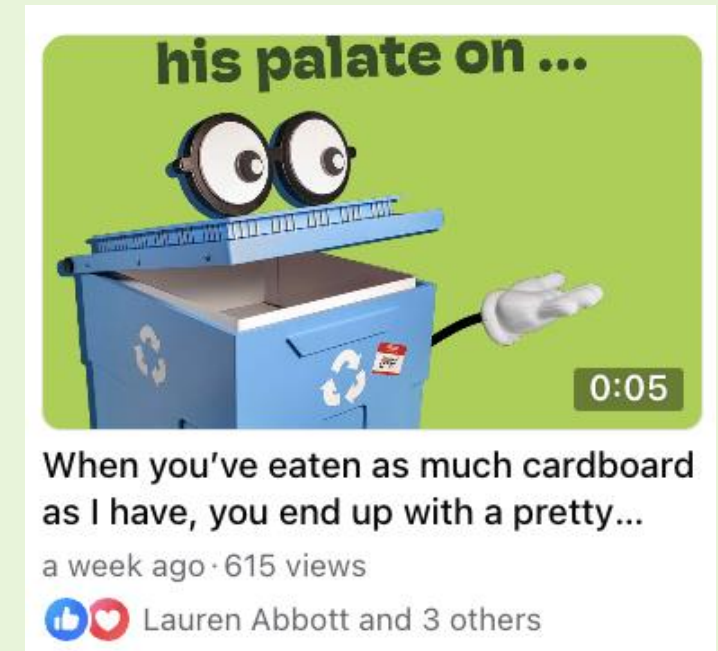 his palate on ...
0:05
When you've eaten as much cardboard
as I have, you end up with a pretty...
a week ago · 615 views
Lauren Abbott and 3 others